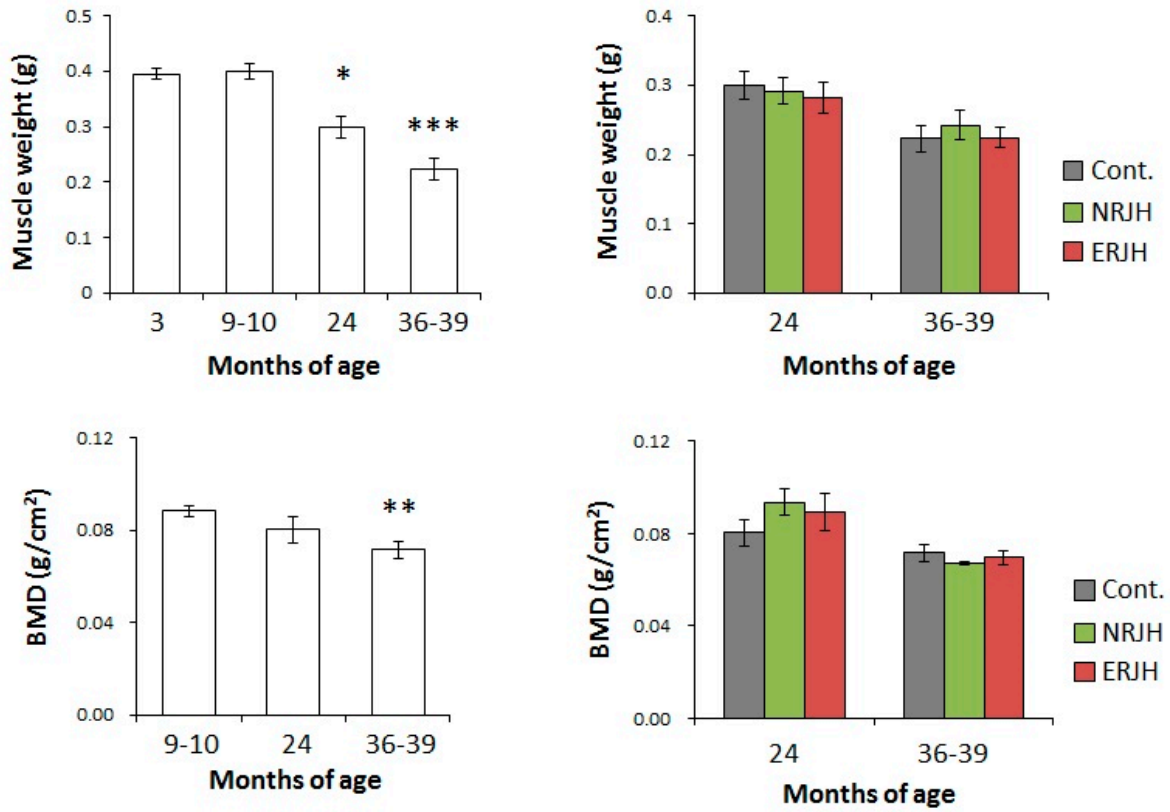 Muscle weight (g)
0.5
0.4
0.3
0.2
0.1
0
*
***
3 9-10 24 36-39
Months of age
Muscle weight (g)
0.4
0.3
0.2
0.1
0.0
24 36-39
Months of age
Cont.
NRJH
ERJH
BMD (g/cm²)
0.12
0.08
0.04
0.00
**
9-10 24 36-39
Months of age
BMD (g/cm²)
0.12
0.08
0.04
0.00
24 36-39
Months of age
Cont.
NRJH
ERJH